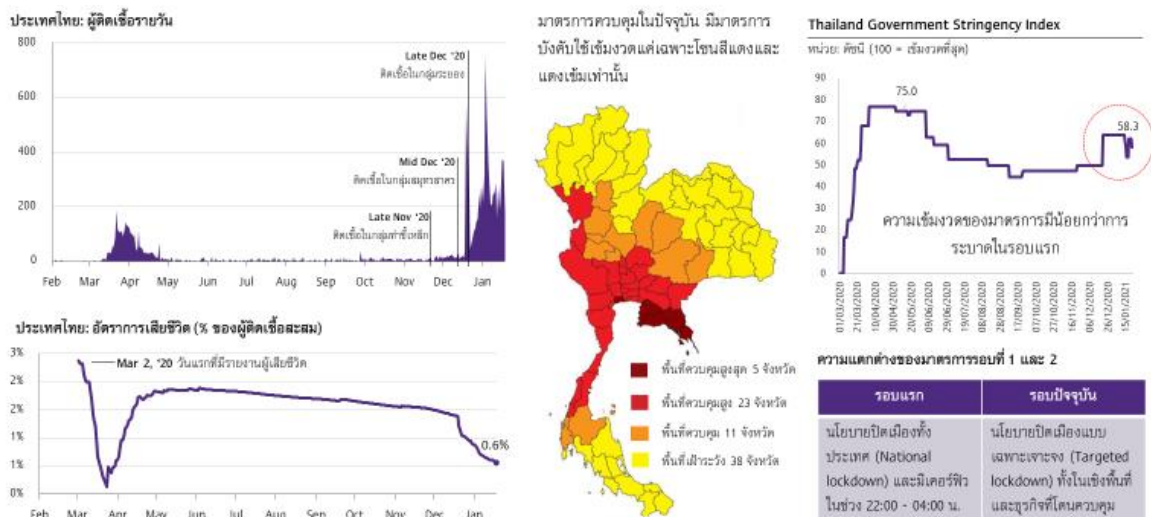 ประเทศไทย: ผู้ติดเชื้อรายวัน
800
600
400
200
0
Late Dec '20
ติดเชื้อในกลุ่มระยอง
Mid Dec '20
ติดเชื้อในกลุ่มสมุทรสาคร
Late Nov '20
ติดเชื้อในกลุ่มท่าขี้เหล็ก
Feb Mar Apr May Jun Jul Aug Sep Oct Nov Dec Jan
ประเทศไทย: อัตราการเสียชีวิต (% ของผู้ติดเชื้อสะสม)
3%
2%
2%
1%
1%
0%
Mar 2, '20 วันแรกที่มีรายงานผู้เสียชีวิต
0.6%
Feb Mar Apr May Jun Jul Aug Sep Oct Nov Dec Jan
มาตรการควบคุมในปัจจุบัน มีมาตรการ
บังคับใช้เข้มงวดแค่เฉพาะโซนสีแดงและ
แดงเข้มเท่านั้น
พื้นที่ควบคุมสูงสุด 5 จังหวัด
พื้นที่ควบคุมสูง 23 จังหวัด
พื้นที่ควบคุม 11 จังหวัด
พื้นที่เฝ้าระวัง 38 จังหวัด
Thailand Government Stringency Index
หน่วย: ดัชนี (100 = เข้มงวดที่สุด)
90
80
70
60
50
40
30
20
10
0
75.0
58.3
ความเข้มงวดของมาตรการมีน้อยกว่าการ
ระบาดในรอบแรก
01/03/2020
21/03/2020
10/04/2020
30/04/2020
20/05/2020
09/06/2020
29/06/2020
19/07/2020
08/08/2020
28/08/2020
17/09/2020
07/10/2020
27/10/2020
16/11/2020
06/12/2020
26/12/2020
15/01/2021
ความแตกต่างของมาตรการรอบที่ 1 และ 2
รอบแรก
รอบปัจจุบัน
นโยบายปิดเมืองทั้ง
ประเทศ (National
lockdown) และมีเคอร์ฟิว
ในช่วง 22:00 - 04:00 น.
นโยบายปิดเมืองแบบ
เฉพาะเจาะจง (Targeted
lockdown) ทั้งในเชิงพื้นที่
และธุรกิจที่โดนควบคุม